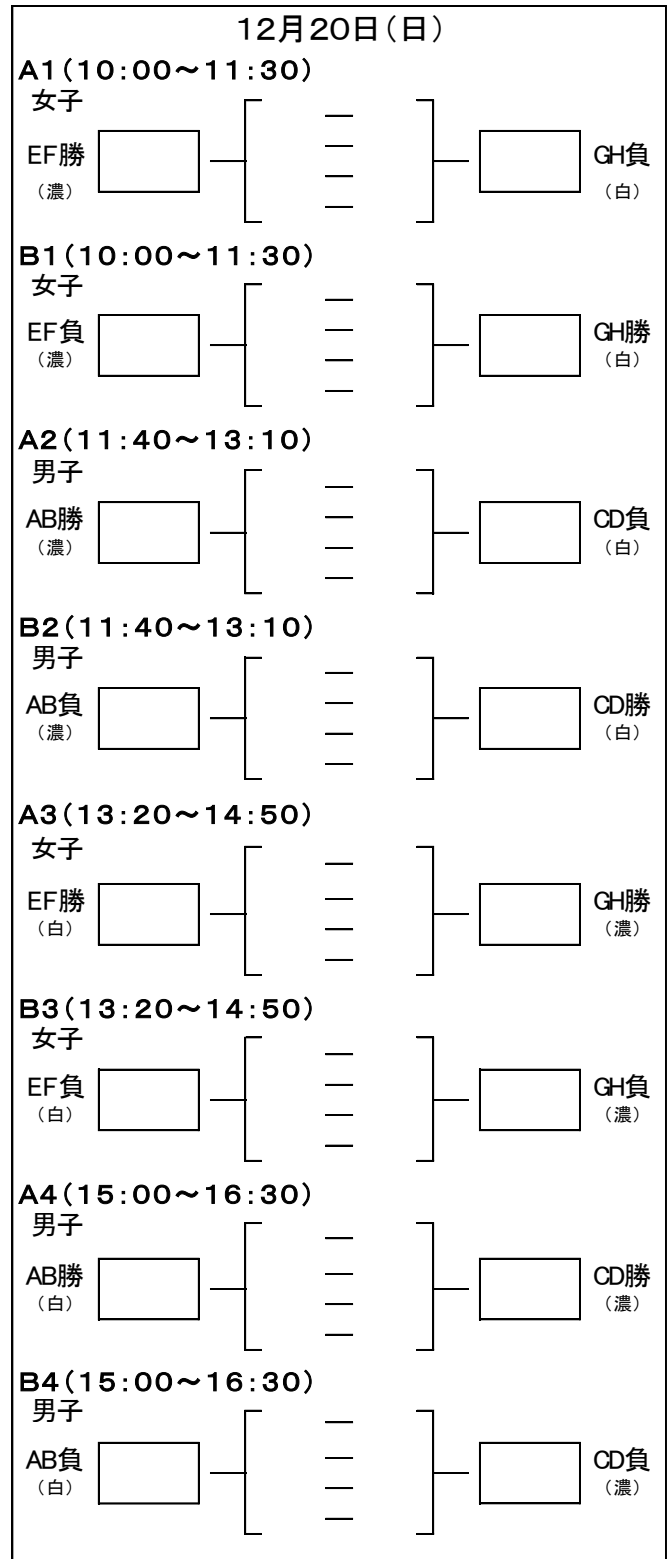 12月20日(日)
A1(10:00～11:30)
女子
EF勝 GH負
(濃) (白)
B1(10:00～11:30)
女子
EF負 GH勝
(濃) (白)
A2(11:40～13:10)
男子
AB勝 CD負
(濃) (白)
B2(11:40～13:10)
男子
AB負 CD勝
(濃) (白)
A3(13:20～14:50)
女子
EF勝 GH勝
(白) (濃)
B3(13:20～14:50)
女子
EF負 GH負
(白) (濃)
A4(15:00～16:30)
男子
AB勝 CD勝
(白) (濃)
B4(15:00～16:30)
男子
AB負 CD負
(白) (濃)